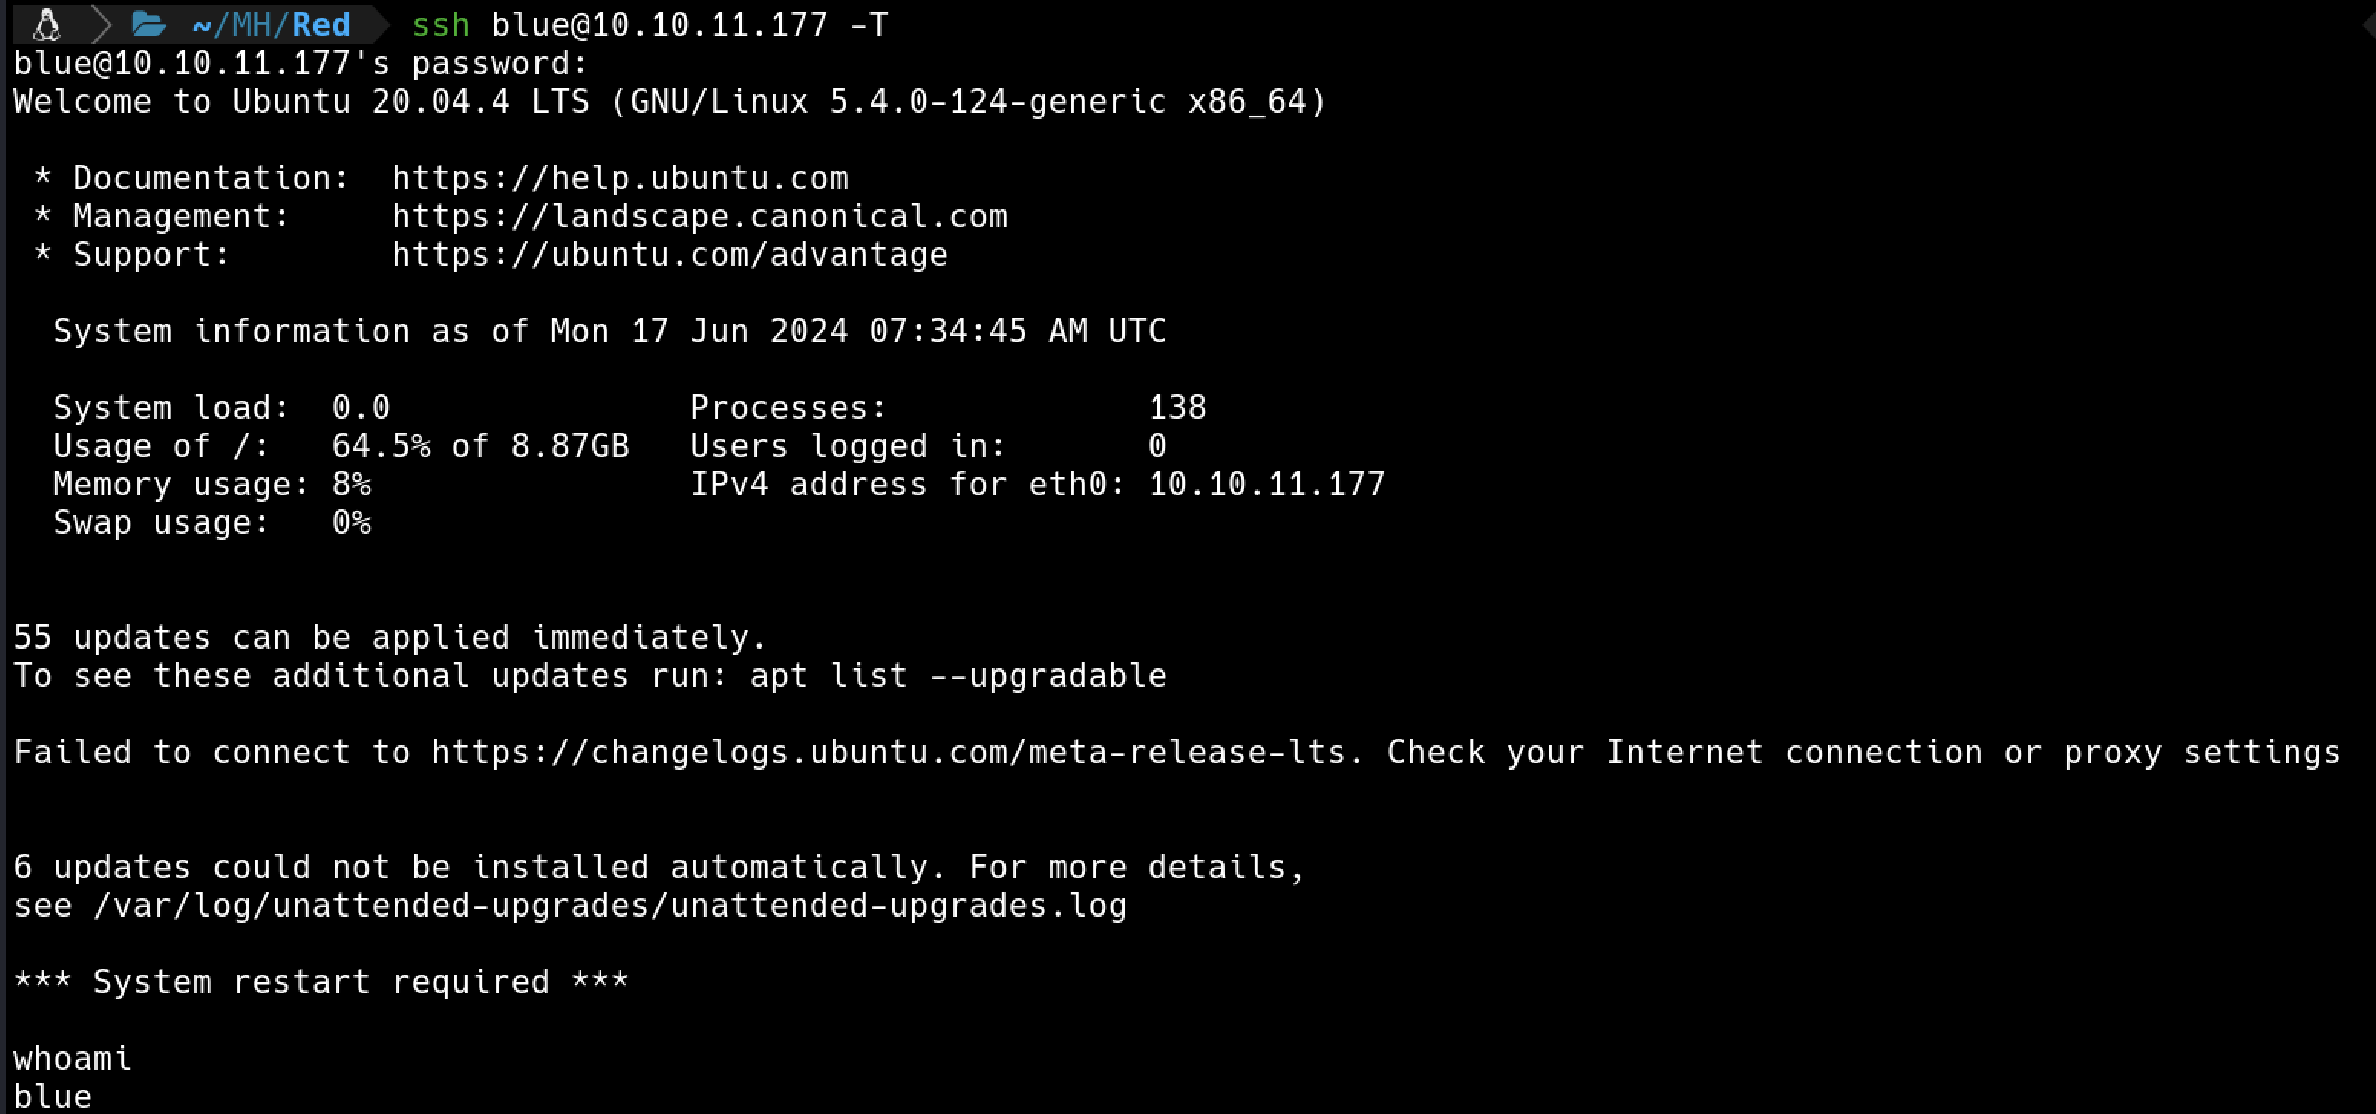 ~/MH/Red ssh blue@10.10.11.177 -T
blue@10.10.11.177's password:
Welcome to Ubuntu 20.04.4 LTS (GNU/Linux 5.4.0-124-generic x86_64)
* Documentation:  https://help.ubuntu.com
* Management:     https://landscape.canonical.com
* Support:        https://ubuntu.com/advantage
System information as of Mon 17 Jun 2024 07:34:45 AM UTC
System load:  0.0               Processes:             138
Usage of /:   64.5% of 8.87GB   Users logged in:       0
Memory usage: 8%                IPv4 address for eth0: 10.10.11.177
Swap usage:   0%
55 updates can be applied immediately.
To see these additional updates run: apt list --upgradable
Failed to connect to https://changelogs.ubuntu.com/meta-release-lts. Check your Internet connection or proxy settings
6 updates could not be installed automatically. For more details,
see /var/log/unattended-upgrades/unattended-upgrades.log
*** System restart required ***
whoami
blue